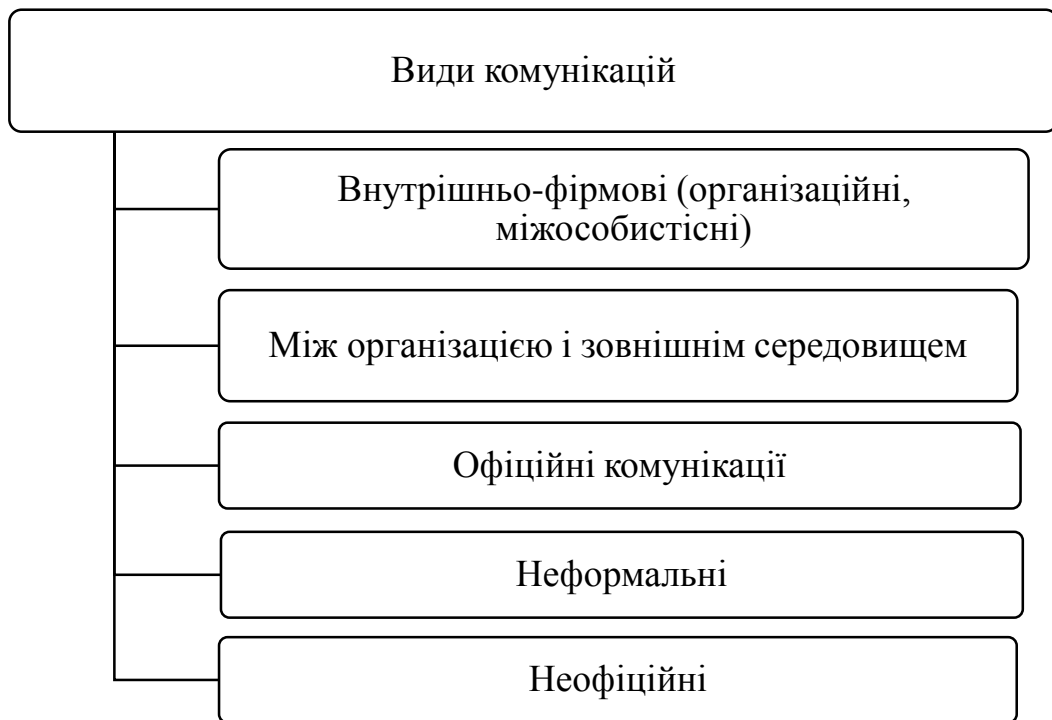 Види комунікацій
Внутрішньо-фірмові (організаційні,
міжособистісні)
Між організацією і зовнішнім середовищем
Офіційні комунікації
Неформальні
Неофіційні